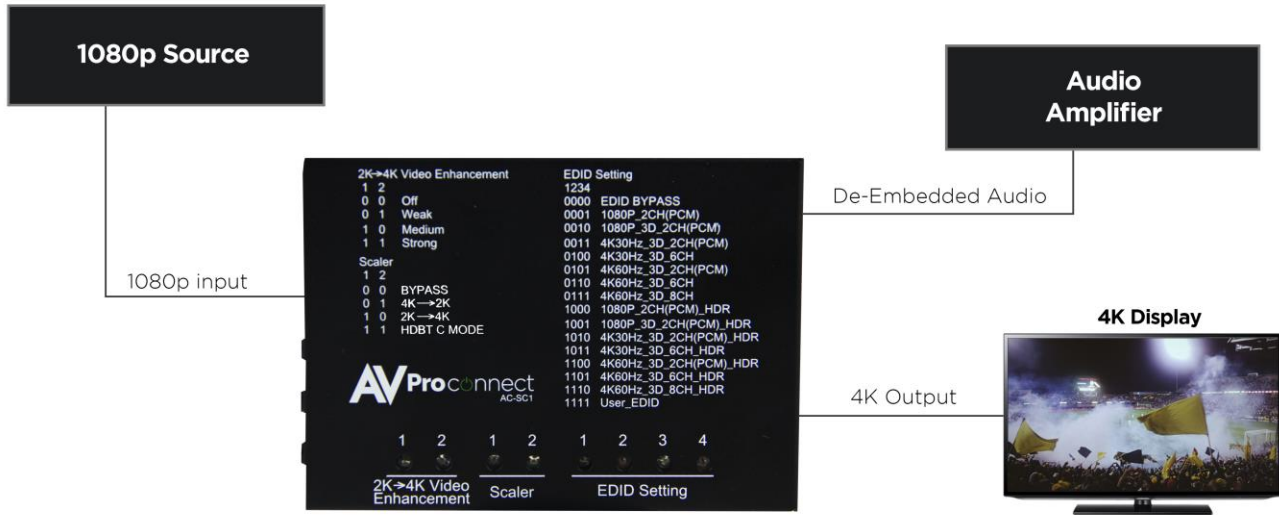 1080p Source
Audio
Amplifier
1080p input
De-Embedded Audio
4K Output
4K Display
2K→4K Video Enhancement
1 2
0 0 Off
0 1 Weak
1 0 Medium
1 1 Strong
Scaler
1 2
0 0 BYPASS
0 1 4K→2K
1 0 2K→4K
1 1 HDBT C MODE
EDID Setting
1234
0000 EDID BYPASS
0001 1080P_2CH(PCM)
0010 1080P_3D_2CH(PCM)
0011 4K30Hz_3D_2CH(PCM)
0100 4K30Hz_3D_6CH
0101 4K60Hz_3D_2CH(PCM)
0110 4K60Hz_3D_6CH
0111 4K60Hz_3D_8CH
1000 1080P_2CH(PCM)_HDR
1001 1080P_3D_2CH(PCM)_HDR
1010 4K30Hz_3D_2CH(PCM)_HDR
1011 4K30Hz_3D_6CH_HDR
1100 4K60Hz_3D_2CH(PCM)_HDR
1101 4K60Hz_3D_6CH_HDR
1110 4K60Hz_3D_8CH_HDR
1111 User_EDID
AVProconnect
AC-SC1
1 2 1 2 1 2 3 4
2K→4K Video
Enhancement
Scaler
EDID Setting